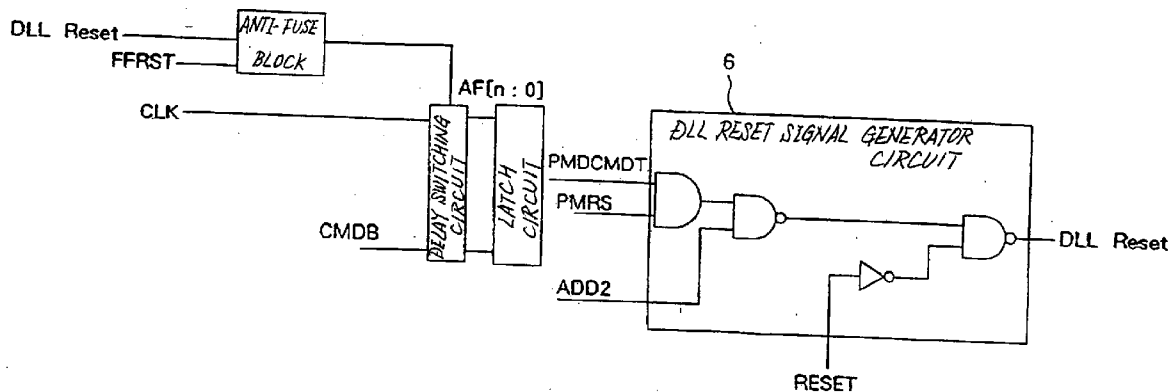 DLL Reset
FFRST
ANTI-FUSE
BLOCK
AF[n : 0]
CLK
CMDB
DELAY SWITCHING
CIRCUIT
LATCH
CIRCUIT
6
DLL RESET SIGNAL GENERATOR
CIRCUIT
PMDCMDT
PMRS
ADD2
RESET
DLL Reset